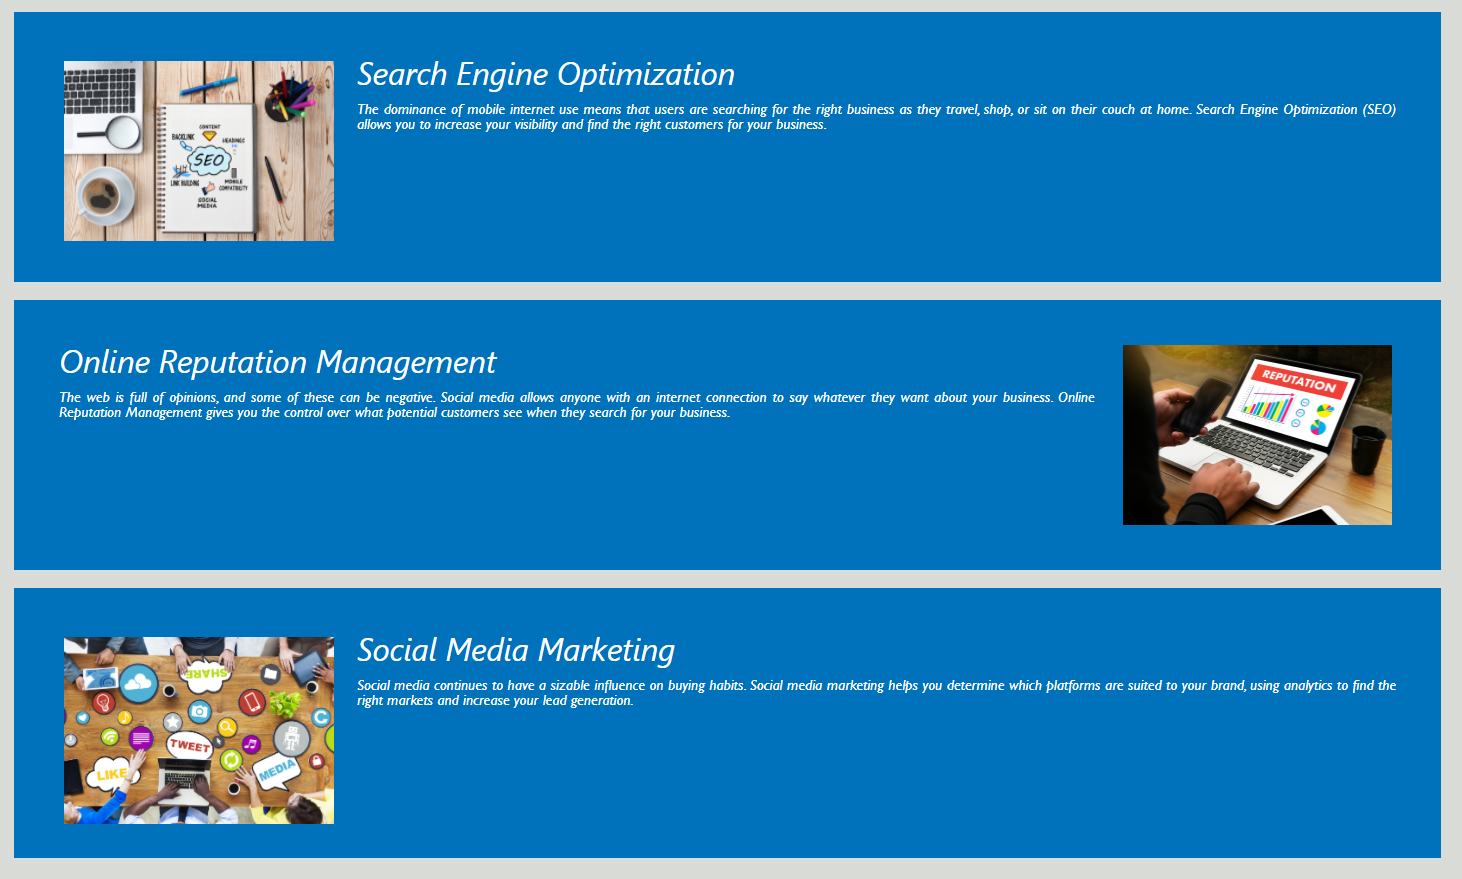 Search Engine Optimization
The dominance of mobile internet use means that users are searching for the right business as they travel, shop, or sit on their couch at home. Search Engine Optimization (SEO)
allows you to increase your visibility and find the right customers for your business.
CONTENT
BACKLINK
HEADINGS
SEO
LINK BUILDING
MOBILE
COMPATIBILITY
SOCIAL
MEDIA
Online Reputation Management
The web is full of opinions, and some of these can be negative. Social media allows anyone with an internet connection to say whatever they want about your business. Online
Reputation Management gives you the control over what potential customers see when they search for your business.
REPUTATION
Social Media Marketing
Social media continues to have a sizable influence on buying habits. Social media marketing helps you determine which platforms are suited to your brand, using analytics to find the
right markets and increase your lead generation.
SHARE
TWEET
LIKE
MEDIA